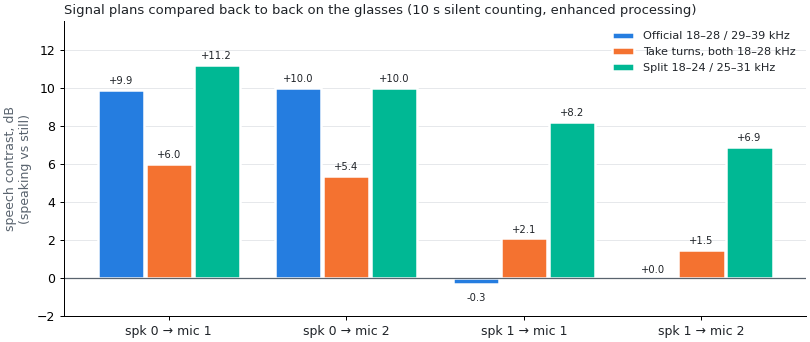 Signal plans compared back to back on the glasses (10 s silent counting, enhanced processing)
Official 18–28 / 29–39 kHz
Take turns, both 18–28 kHz
Split 18–24 / 25–31 kHz
speech contrast, dB
(speaking vs still)
12
10
8
6
4
2
0
−2
+9.9
+6.0
+11.2
+10.0
+5.4
+10.0
-0.3
+2.1
+8.2
+0.0
+1.5
+6.9
spk 0 → mic 1
spk 0 → mic 2
spk 1 → mic 1
spk 1 → mic 2